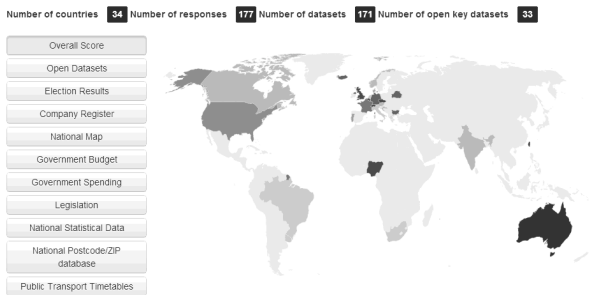 Number of countries 34 Number of responses 177 Number of datasets 171 Number of open key datasets 33
Overall Score
Open Datasets
Election Results
Company Register
National Map
Government Budget
Government Spending
Legislation
National Statistical Data
National Postcode/ZIP
database
Public Transport Timetables